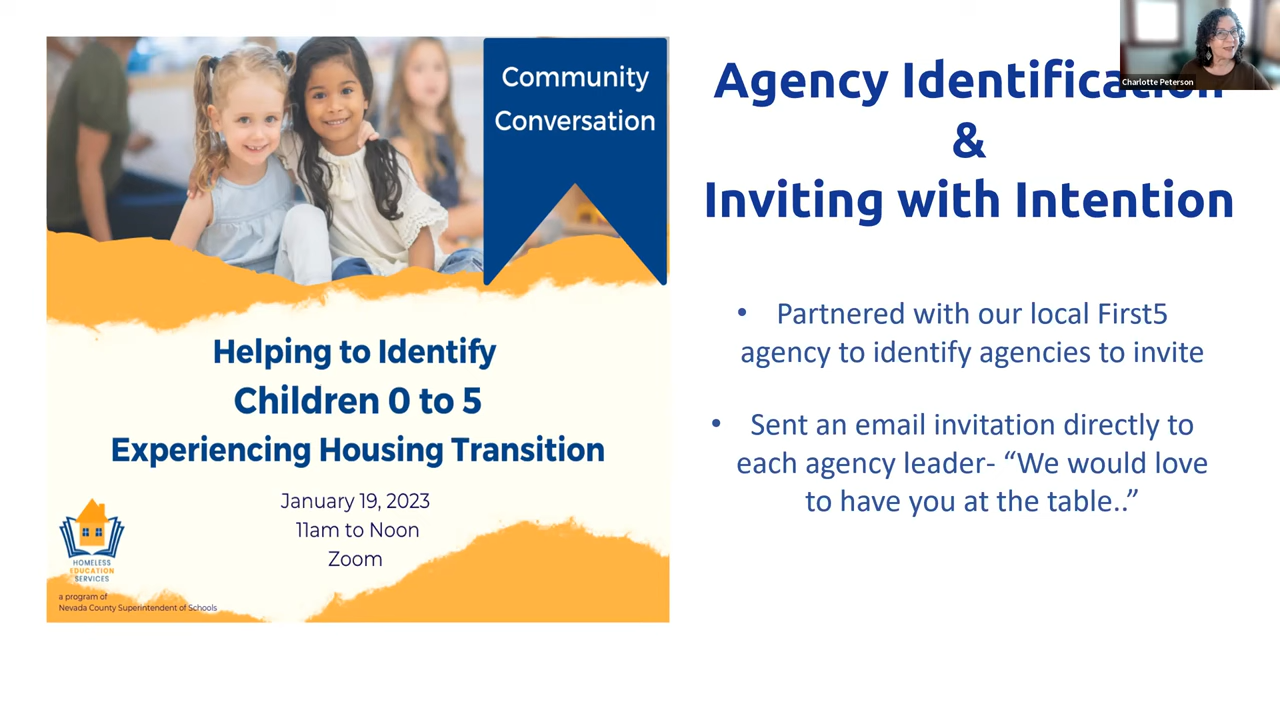 Community
Conversation
Helping to Identify
Children 0 to 5
Experiencing Housing Transition
January 19, 2023
11am to Noon
Zoom
HOMELESS
EDUCATION
SERVICES
a program of
Nevada County Superintendent of Schools
Agency Identification
&
Inviting with Intention
• Partnered with our local First5
agency to identify agencies to invite
• Sent an email invitation directly to
each agency leader- “We would love
to have you at the table..”
Charlotte Peterson